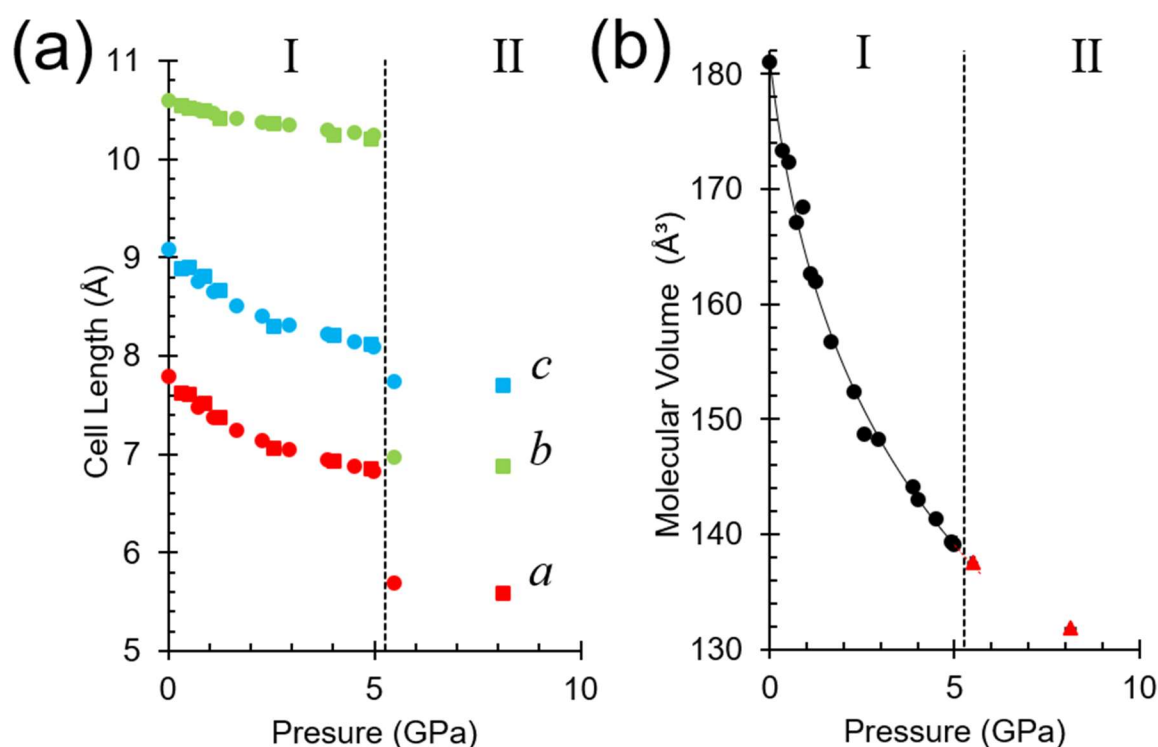 (a)
I
II
11
10
9
8
7
6
5
Cell Length (Å)
c
b
a
0
5
10
Presure (GPa)
(b)
I
II
180
170
160
150
140
130
Molecular Volume (Å³)
0
5
10
Pressure (GPa)